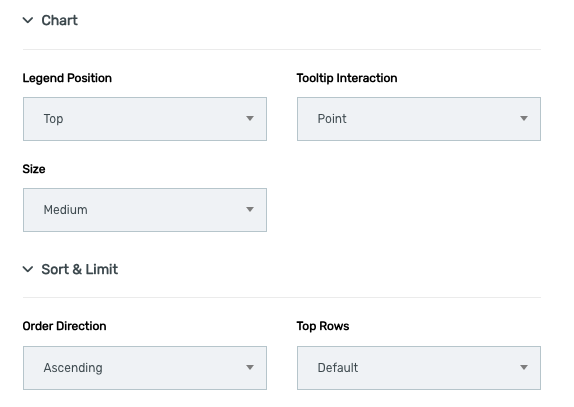 Chart
Legend Position
Tooltip Interaction
Top
Point
Size
Medium
Sort & Limit
Order Direction
Top Rows
Ascending
Default